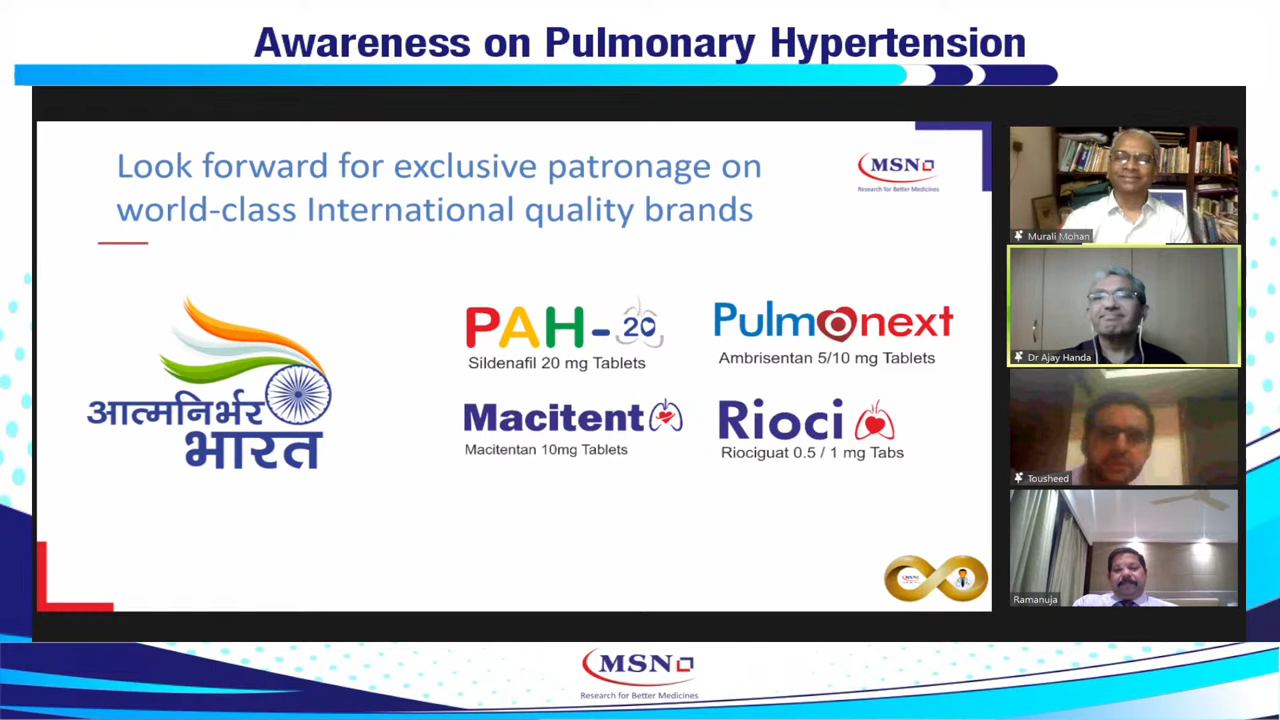 Awareness on Pulmonary Hypertension
Look forward for exclusive patronage on
world-class International quality brands
MSN
Research for Better Medicines
आत्मनिर्भर
भारत
PAH-20
Sildenafil 20 mg Tablets
Pulmonext
Ambrisentan 5/10 mg Tablets
Macitent
Macitentan 10mg Tablets
Rioci
Riociguat 0.5 / 1 mg Tabs
Murali Mohan
Dr Ajay Handa
Tousheed
Ramanuja
MSN
MSN
Research for Better Medicines